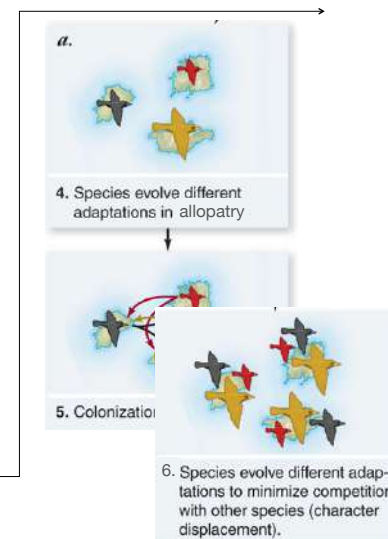 a.
4. Species evolve different
adaptations in allopatry
5. Colonization
6. Species evolve different adap-
tations to minimize competition
with other species (character
displacement).